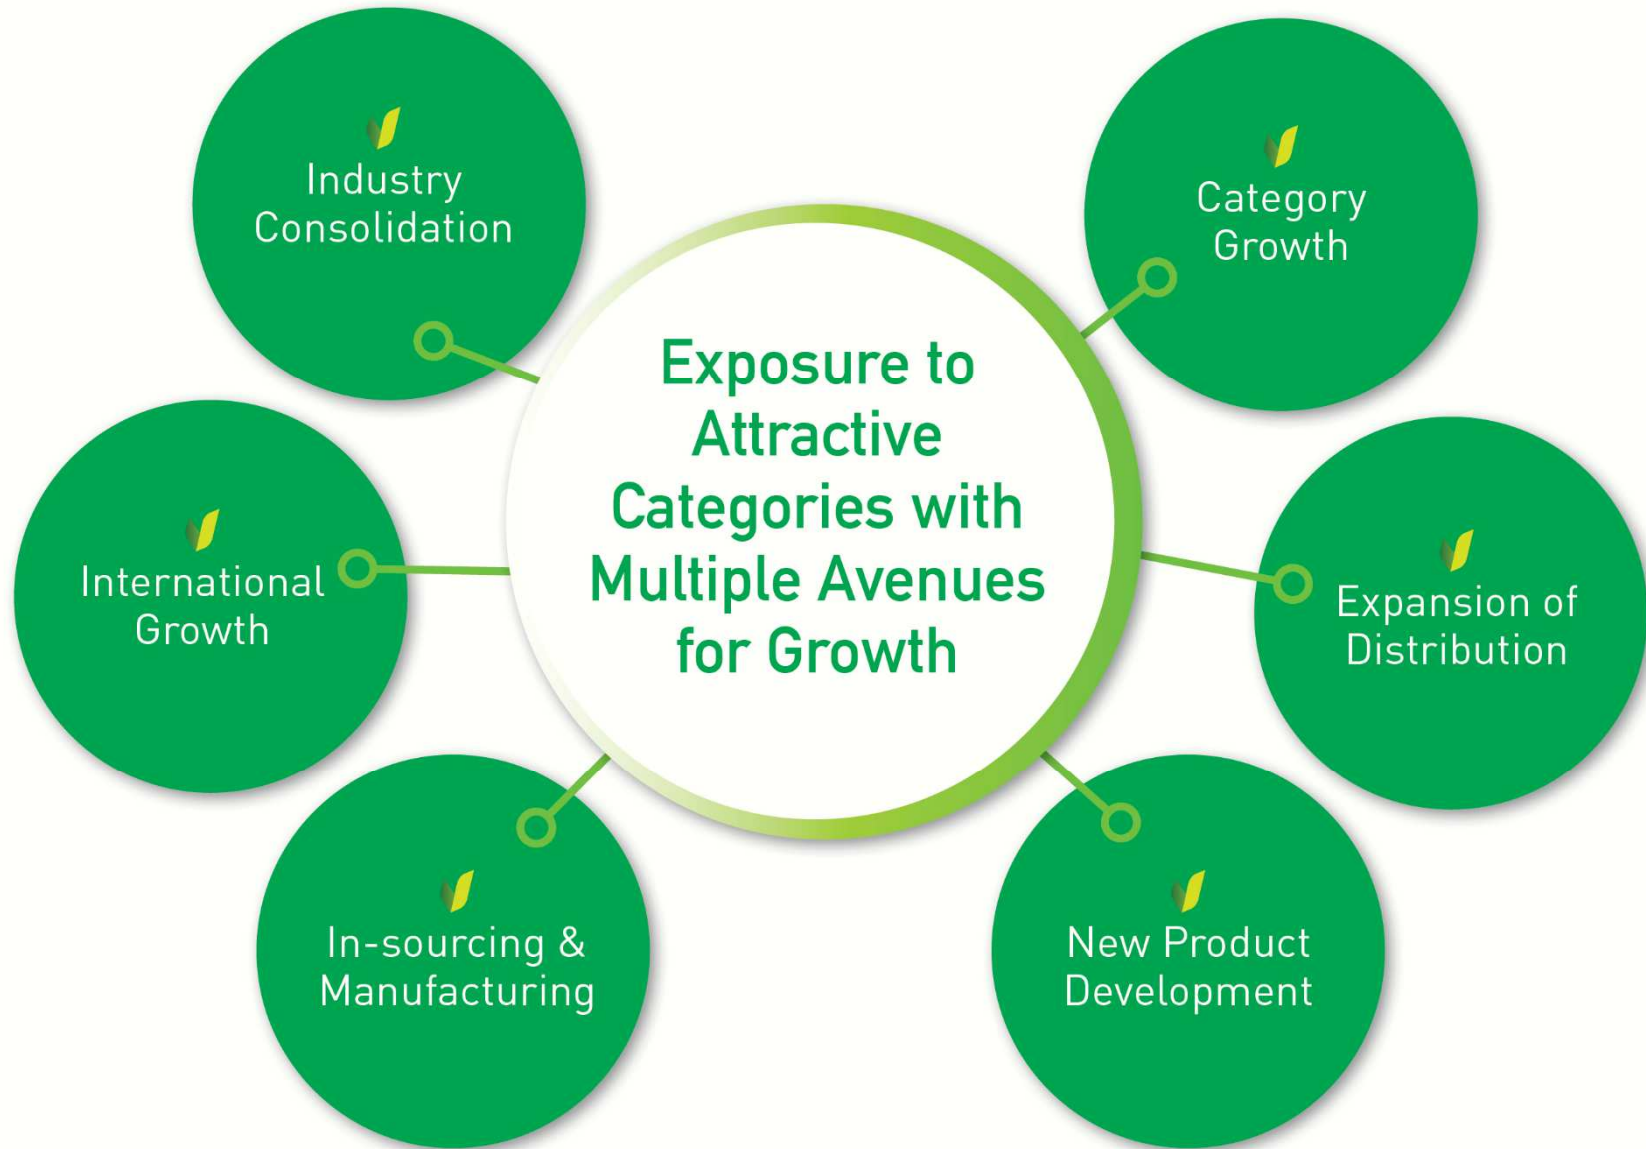 Industry
Consolidation
Category
Growth
Exposure to
Attractive
Categories with
Multiple Avenues
for Growth
International
Growth
Expansion of
Distribution
In-sourcing &
Manufacturing
New Product
Development